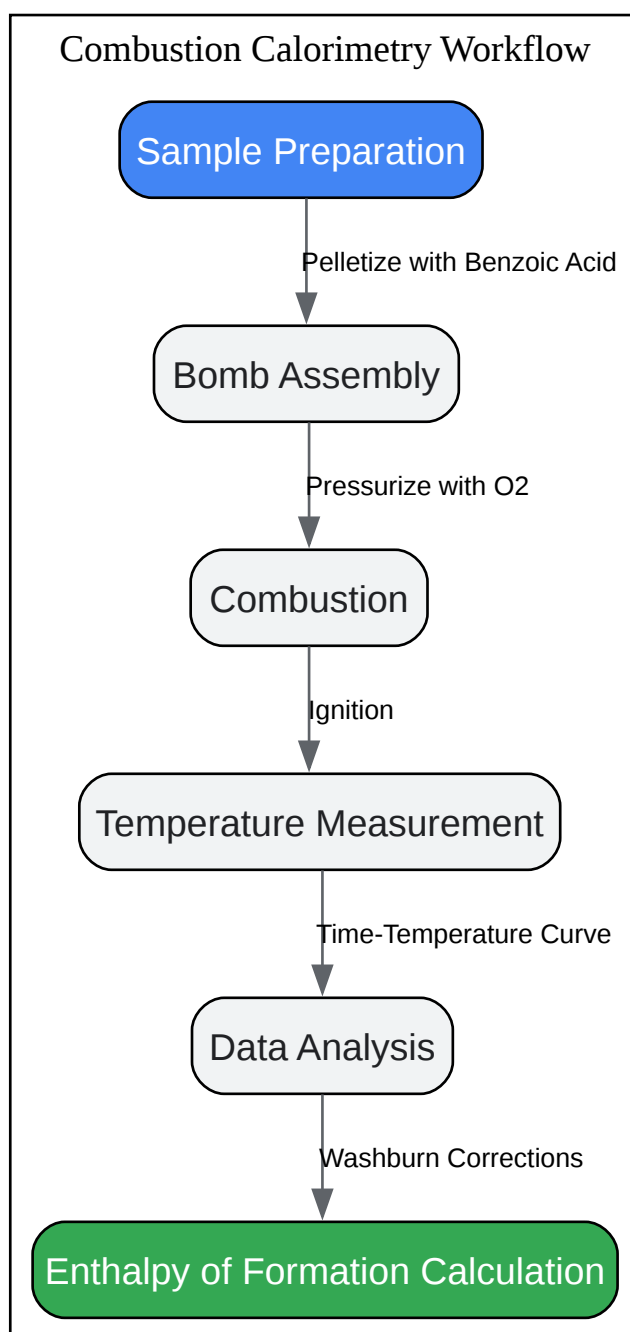 Combustion Calorimetry Workflow
Sample Preparation
Pelletize with Benzoic Acid
Bomb Assembly
Pressurize with O2
Combustion
Ignition
Temperature Measurement
Time-Temperature Curve
Data Analysis
Washburn Corrections
Enthalpy of Formation Calculation